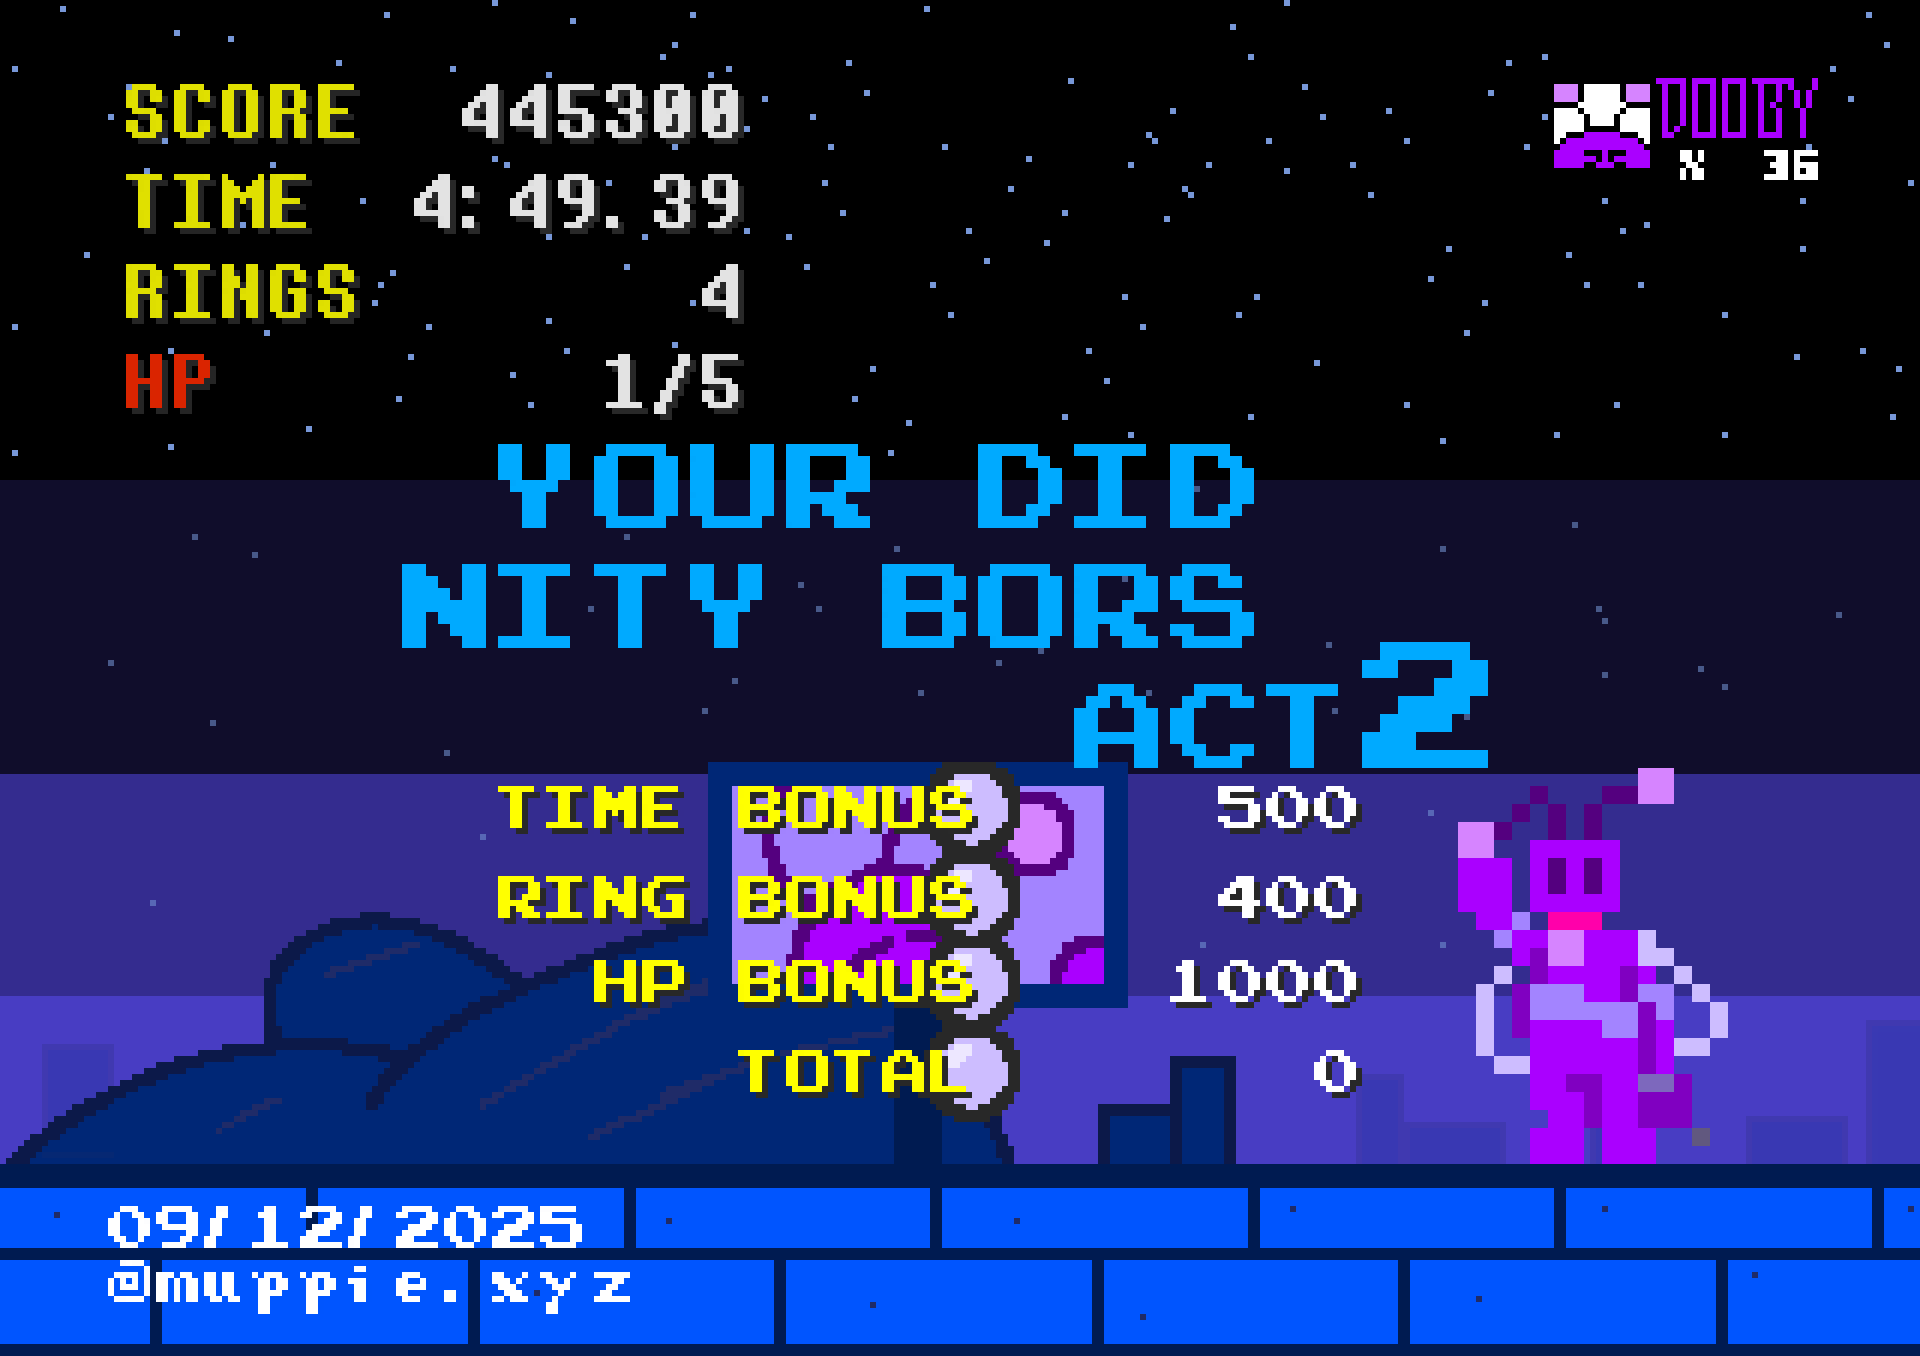 SCORE 445300
TIME 4:49.39
RINGS 4
HP 1/5
DOOBY
X 36
YOUR DID
NITY BORS
ACT 2
TIME BONUS 500
RING BONUS 400
HP BONUS 1000
TOTAL 0
09/12/2025
@muppie.xyz